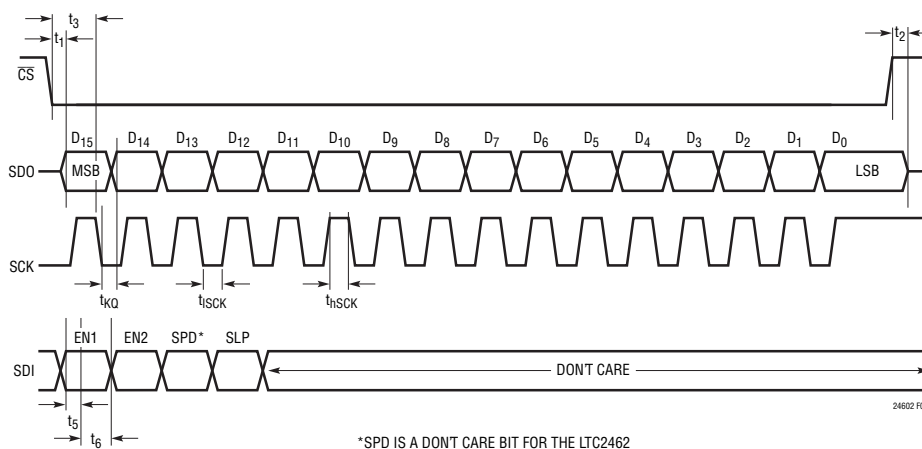 t3
t1
t2
CS
D15 D14 D13 D12 D11 D10 D9 D8 D7 D6 D5 D4 D3 D2 D1 D0
SDO MSB LSB
SCK
tKQ tlSCK thSCK
EN1 EN2 SPD* SLP
SDI DON'T CARE
t5
t6
24602 F
*SPD IS A DON'T CARE BIT FOR THE LTC2462